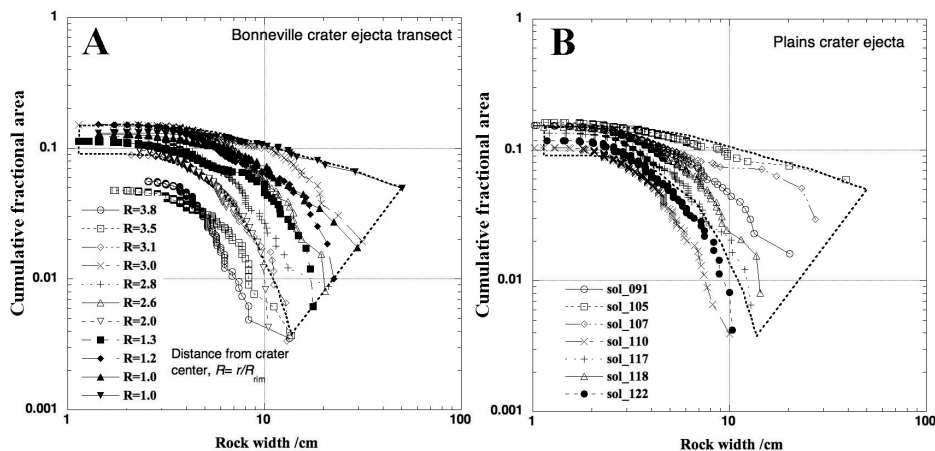 A
Bonneville crater ejecta transect
Cumulative fractional area
1
0.1
0.01
0.001
R=3.8
R=3.5
R=3.1
R=3.0
R=2.8
R=2.6
R=2.0
R=1.3
R=1.2
R=1.0
R=1.0
Distance from crater
center, R= r/Rrim
1
10
100
Rock width /cm
B
Plains crater ejecta
Cumulative fractional area
1
0.1
0.01
0.001
sol_091
sol_105
sol_107
sol_110
sol_117
sol_118
sol_122
1
10
100
Rock width /cm